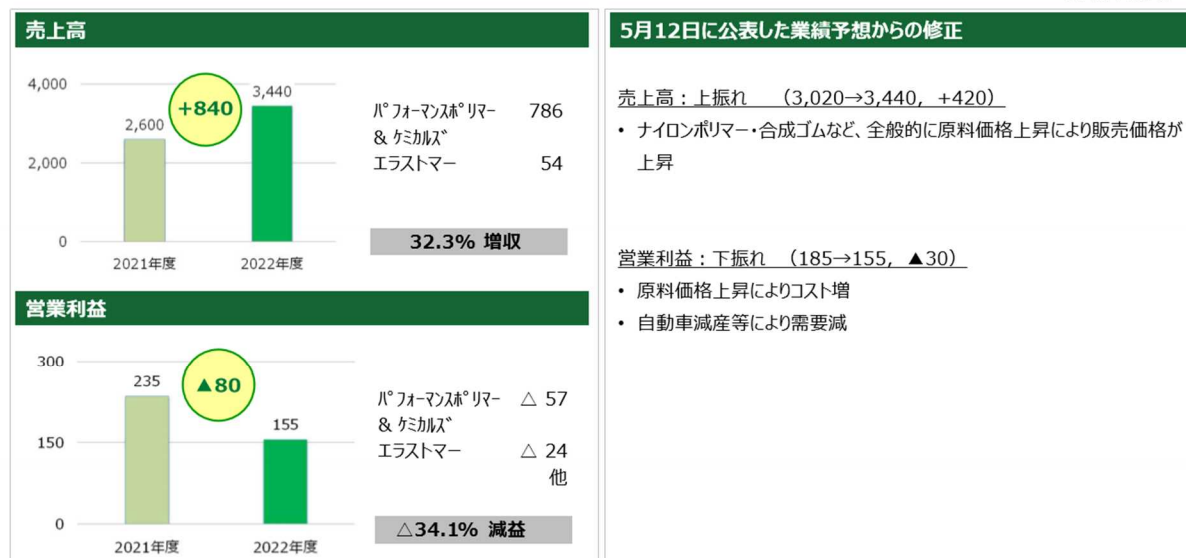 売上高
4,000
2,000
0
2,600
+840
3,440
2021年度
2022年度
ﾊﾟﾌｫｰﾏﾝｽﾎﾟﾘﾏｰ 786
& ｹﾐｶﾙｽﾞ
エラストマー 54
32.3% 増収
営業利益
300
150
0
235
▲80
155
2021年度
2022年度
ﾊﾟﾌｫｰﾏﾝｽﾎﾟﾘﾏｰ △ 57
& ｹﾐｶﾙｽﾞ
エラストマー △ 24
他
△34.1% 減益
5月12日に公表した業績予想からの修正
売上高：上振れ （3,020→3,440, +420）
• ナイロンポリマー・合成ゴムなど、全般的に原料価格上昇により販売価格が
上昇
営業利益：下振れ （185→155, ▲30）
• 原料価格上昇によりコスト増
• 自動車減産等により需要減